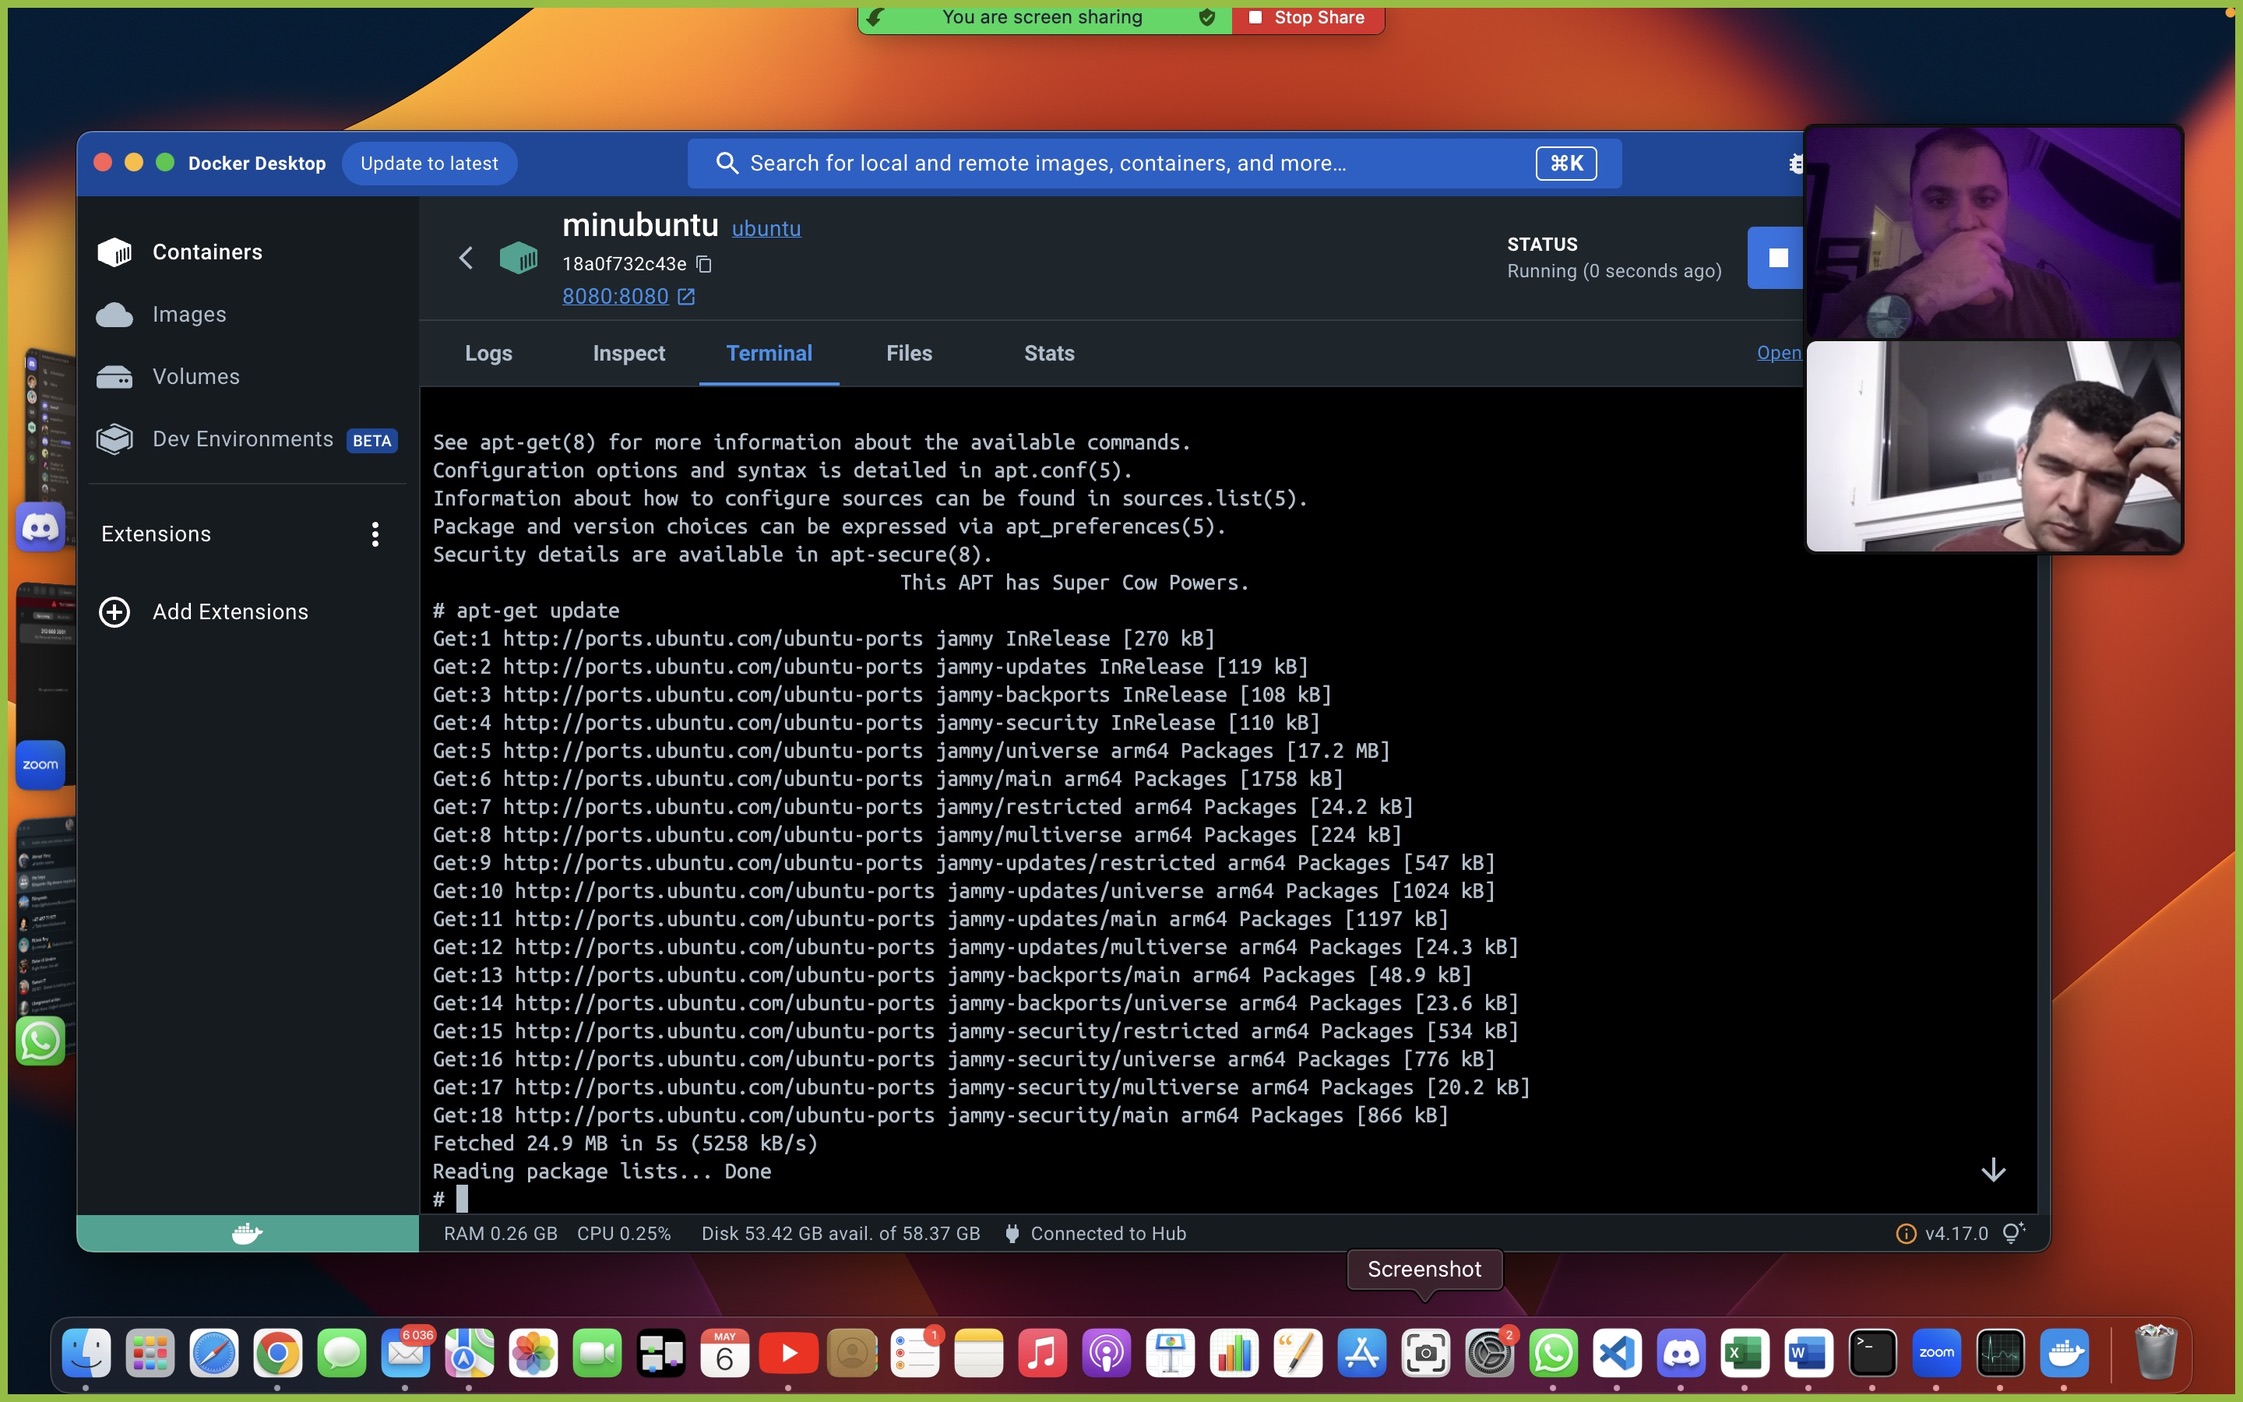 You are screen sharing
Stop Share
Docker Desktop
Update to latest
Search for local and remote images, containers, and more...
⌘K
Containers
Images
Volumes
Dev Environments BETA
Extensions
Add Extensions
minubuntu ubuntu
18a0f732c43e
8080:8080
STATUS
Running (0 seconds ago)
Logs Inspect Terminal Files Stats
Open
See apt-get(8) for more information about the available commands.
Configuration options and syntax is detailed in apt.conf(5).
Information about how to configure sources can be found in sources.list(5).
Package and version choices can be expressed via apt_preferences(5).
Security details are available in apt-secure(8).
This APT has Super Cow Powers.
# apt-get update
Get:1 http://ports.ubuntu.com/ubuntu-ports jammy InRelease [270 kB]
Get:2 http://ports.ubuntu.com/ubuntu-ports jammy-updates InRelease [119 kB]
Get:3 http://ports.ubuntu.com/ubuntu-ports jammy-backports InRelease [108 kB]
Get:4 http://ports.ubuntu.com/ubuntu-ports jammy-security InRelease [110 kB]
Get:5 http://ports.ubuntu.com/ubuntu-ports jammy/universe arm64 Packages [17.2 MB]
Get:6 http://ports.ubuntu.com/ubuntu-ports jammy/main arm64 Packages [1758 kB]
Get:7 http://ports.ubuntu.com/ubuntu-ports jammy/restricted arm64 Packages [24.2 kB]
Get:8 http://ports.ubuntu.com/ubuntu-ports jammy/multiverse arm64 Packages [224 kB]
Get:9 http://ports.ubuntu.com/ubuntu-ports jammy-updates/restricted arm64 Packages [547 kB]
Get:10 http://ports.ubuntu.com/ubuntu-ports jammy-updates/universe arm64 Packages [1024 kB]
Get:11 http://ports.ubuntu.com/ubuntu-ports jammy-updates/main arm64 Packages [1197 kB]
Get:12 http://ports.ubuntu.com/ubuntu-ports jammy-updates/multiverse arm64 Packages [24.3 kB]
Get:13 http://ports.ubuntu.com/ubuntu-ports jammy-backports/main arm64 Packages [48.9 kB]
Get:14 http://ports.ubuntu.com/ubuntu-ports jammy-backports/universe arm64 Packages [23.6 kB]
Get:15 http://ports.ubuntu.com/ubuntu-ports jammy-security/restricted arm64 Packages [534 kB]
Get:16 http://ports.ubuntu.com/ubuntu-ports jammy-security/universe arm64 Packages [776 kB]
Get:17 http://ports.ubuntu.com/ubuntu-ports jammy-security/multiverse arm64 Packages [20.2 kB]
Get:18 http://ports.ubuntu.com/ubuntu-ports jammy-security/main arm64 Packages [866 kB]
Fetched 24.9 MB in 5s (5258 kB/s)
Reading package lists... Done
#
RAM 0.26 GB CPU 0.25% Disk 53.42 GB avail. of 58.37 GB Connected to Hub
v4.17.0
zoom
Screenshot
6 036
MAY
6
1
2
X
W
>_
zoom